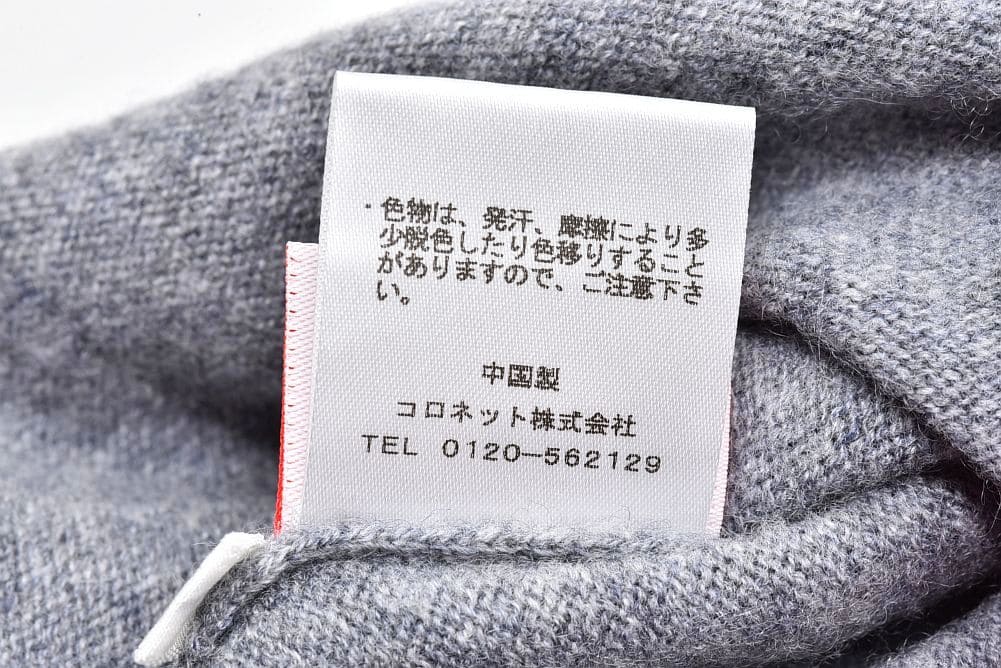 ・色物は、発汗、摩擦により多
少脱色したり色移りすること
がありますので、ご注意下さ
い。
中国製
コロネット株式会社
TEL 0120-562129